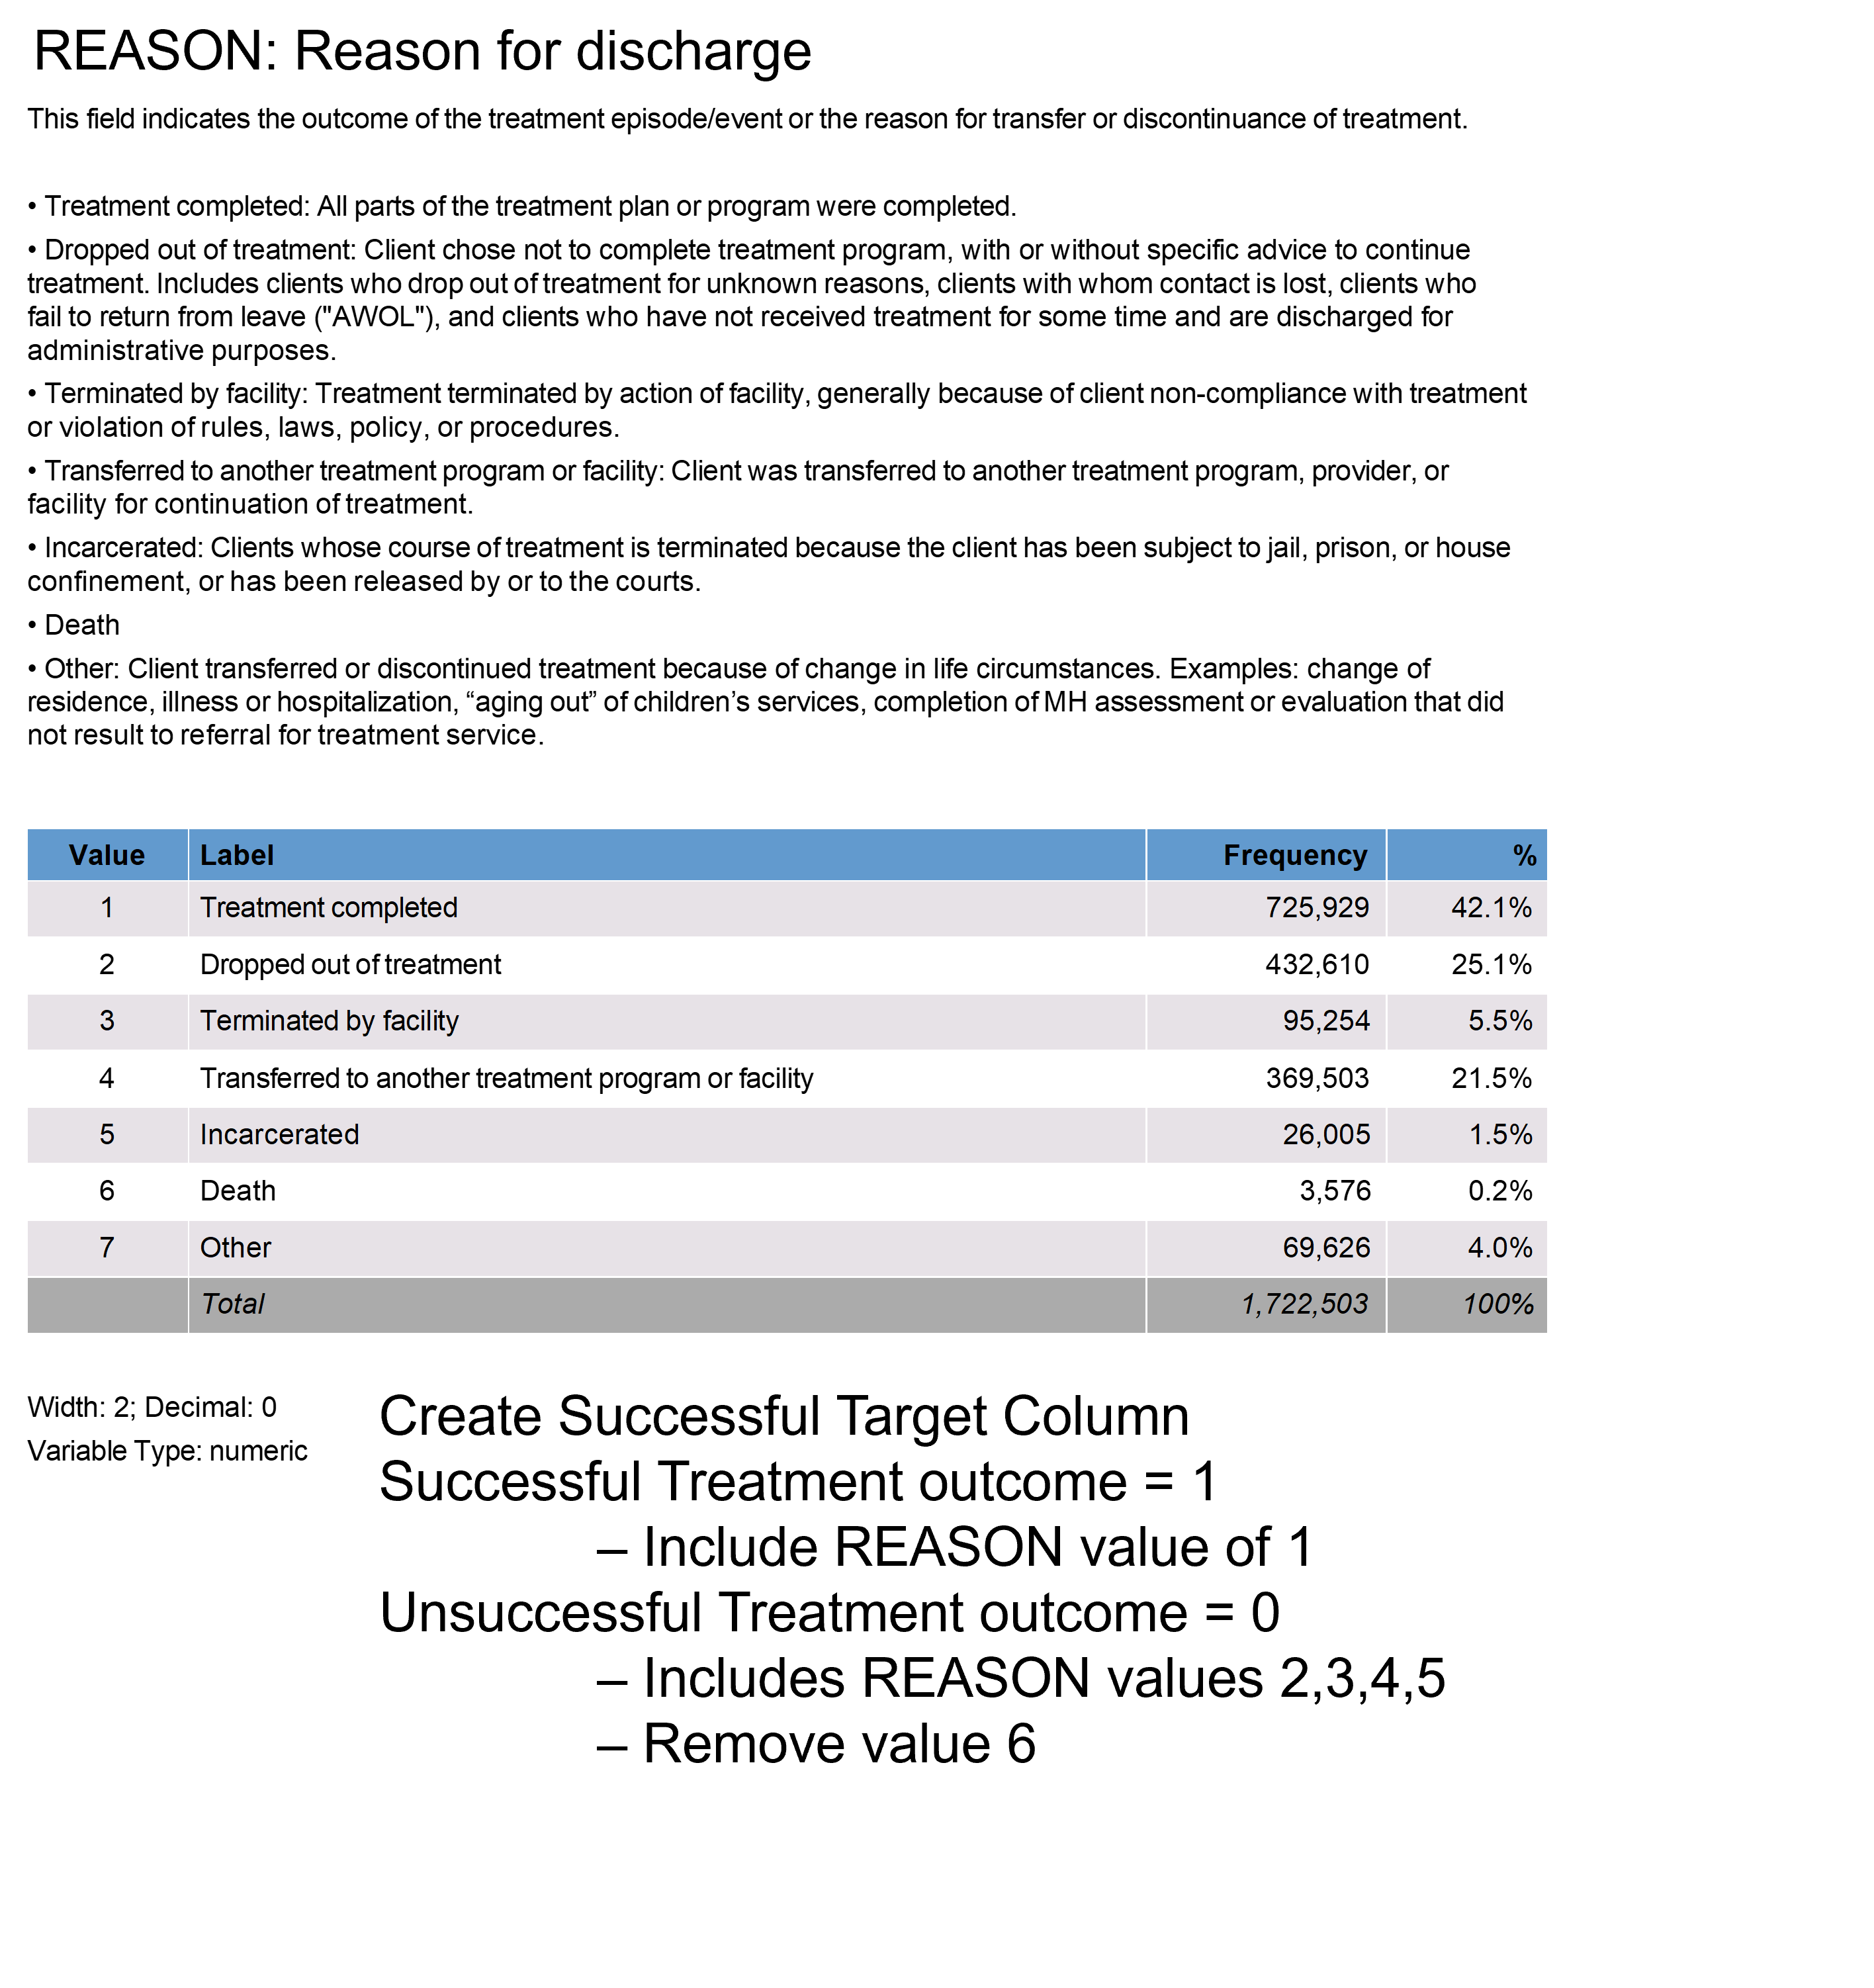 REASON: Reason for discharge
This field indicates the outcome of the treatment episode/event or the reason for transfer or discontinuance of treatment.
• Treatment completed: All parts of the treatment plan or program were completed.
• Dropped out of treatment: Client chose not to complete treatment program, with or without specific advice to continue
treatment. Includes clients who drop out of treatment for unknown reasons, clients with whom contact is lost, clients who
fail to return from leave ("AWOL"), and clients who have not received treatment for some time and are discharged for
administrative purposes.
• Terminated by facility: Treatment terminated by action of facility, generally because of client non-compliance with treatment
or violation of rules, laws, policy, or procedures.
• Transferred to another treatment program or facility: Client was transferred to another treatment program, provider, or
facility for continuation of treatment.
• Incarcerated: Clients whose course of treatment is terminated because the client has been subject to jail, prison, or house
confinement, or has been released by or to the courts.
• Death
• Other: Client transferred or discontinued treatment because of change in life circumstances. Examples: change of
residence, illness or hospitalization, “aging out” of children’s services, completion of MH assessment or evaluation that did
not result to referral for treatment service.
Value Label Frequency %
1 Treatment completed 725,929 42.1%
2 Dropped out of treatment 432,610 25.1%
3 Terminated by facility 95,254 5.5%
4 Transferred to another treatment program or facility 369,503 21.5%
5 Incarcerated 26,005 1.5%
6 Death 3,576 0.2%
7 Other 69,626 4.0%
Total 1,722,503 100%
Width: 2; Decimal: 0
Variable Type: numeric
Create Successful Target Column
Successful Treatment outcome = 1
– Include REASON value of 1
Unsuccessful Treatment outcome = 0
– Includes REASON values 2,3,4,5
– Remove value 6